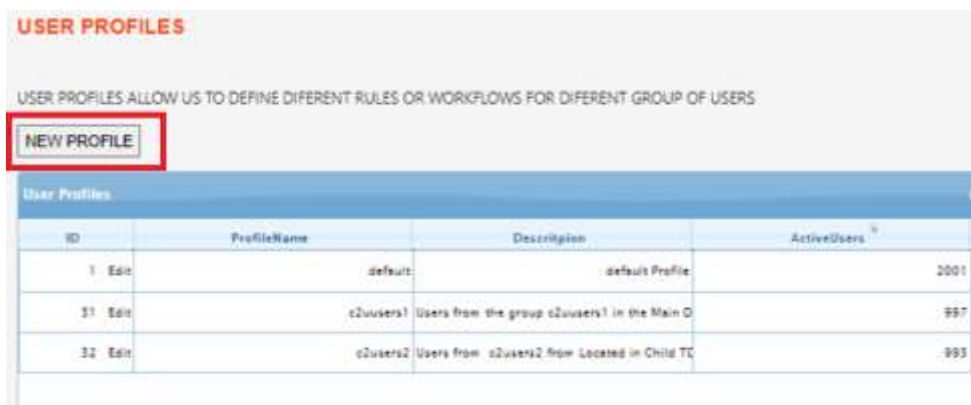 USER PROFILES
USER PROFILES ALLOW US TO DEFINE DIFERENT RULES OR WORKFLOWS FOR DIFERENT GROUP OF USERS
NEW PROFILE
User Profiles
ID ProfileName Descritpion ActiveUsers
1 Edit default default Profile 2001
31 Edit c2uusers1 Users from the group c2uusers1 in the Main D 997
32 Edit c2users2 Users from c2users2 from Located in Child TD 993